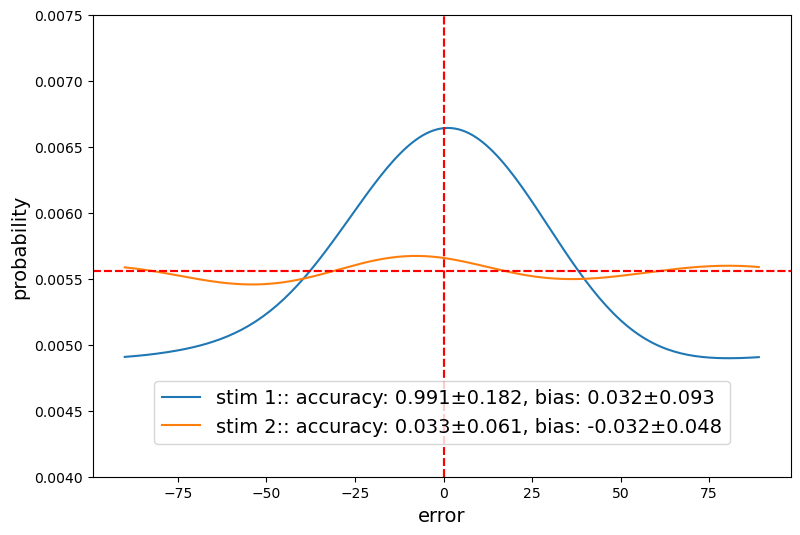 0.0075
0.0070
0.0065
0.0060
0.0055
0.0050
0.0045
0.0040
probability
stim 1:: accuracy: 0.991±0.182, bias: 0.032±0.093
stim 2:: accuracy: 0.033±0.061, bias: -0.032±0.048
−75 −50 −25 0 25 50 75
error